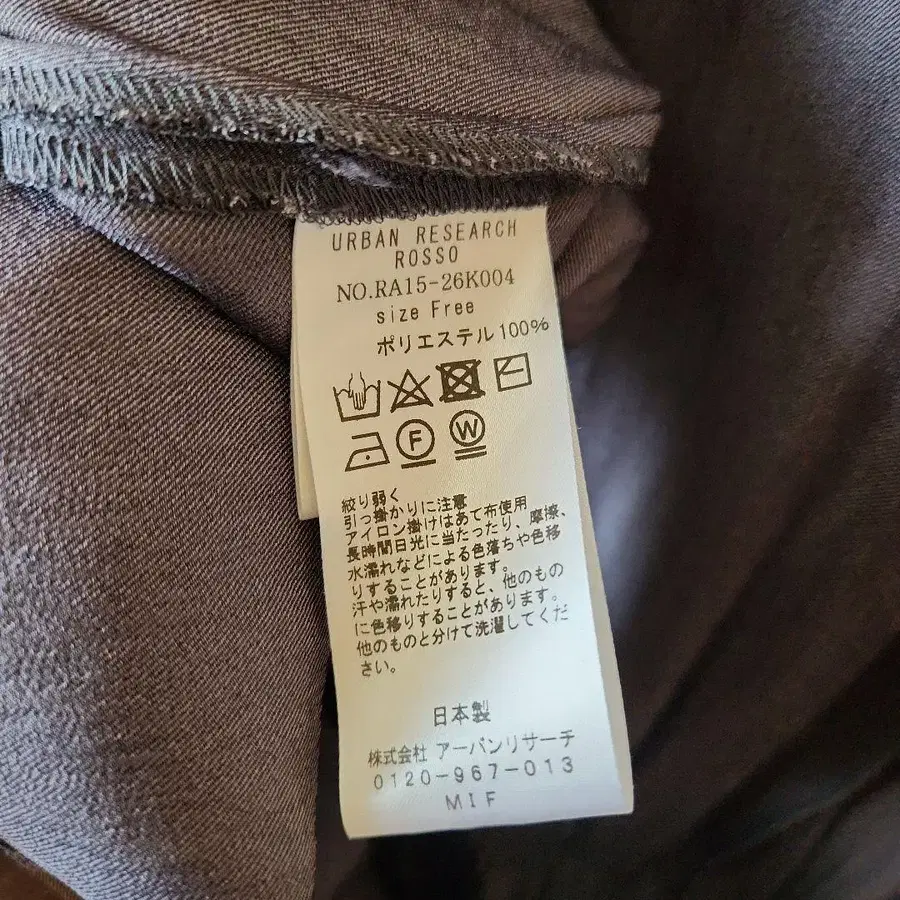 URBAN RESEARCH
ROSSO
NO.RA15-26K004
size Free
ポリエステル100%
F W
絞り弱く
引っ掛かりに注意
アイロン掛けはあて布使用
長時間日光に当たったり、摩擦、
水濡れなどによる色落ちや色移
りすることがあります。
汗や濡れたりすると、他のもの
に色移りすることがあります。
他のものと分けて洗濯してくだ
さい。
日本製
株式会社 アーバンリサーチ
0120-967-013
MIF